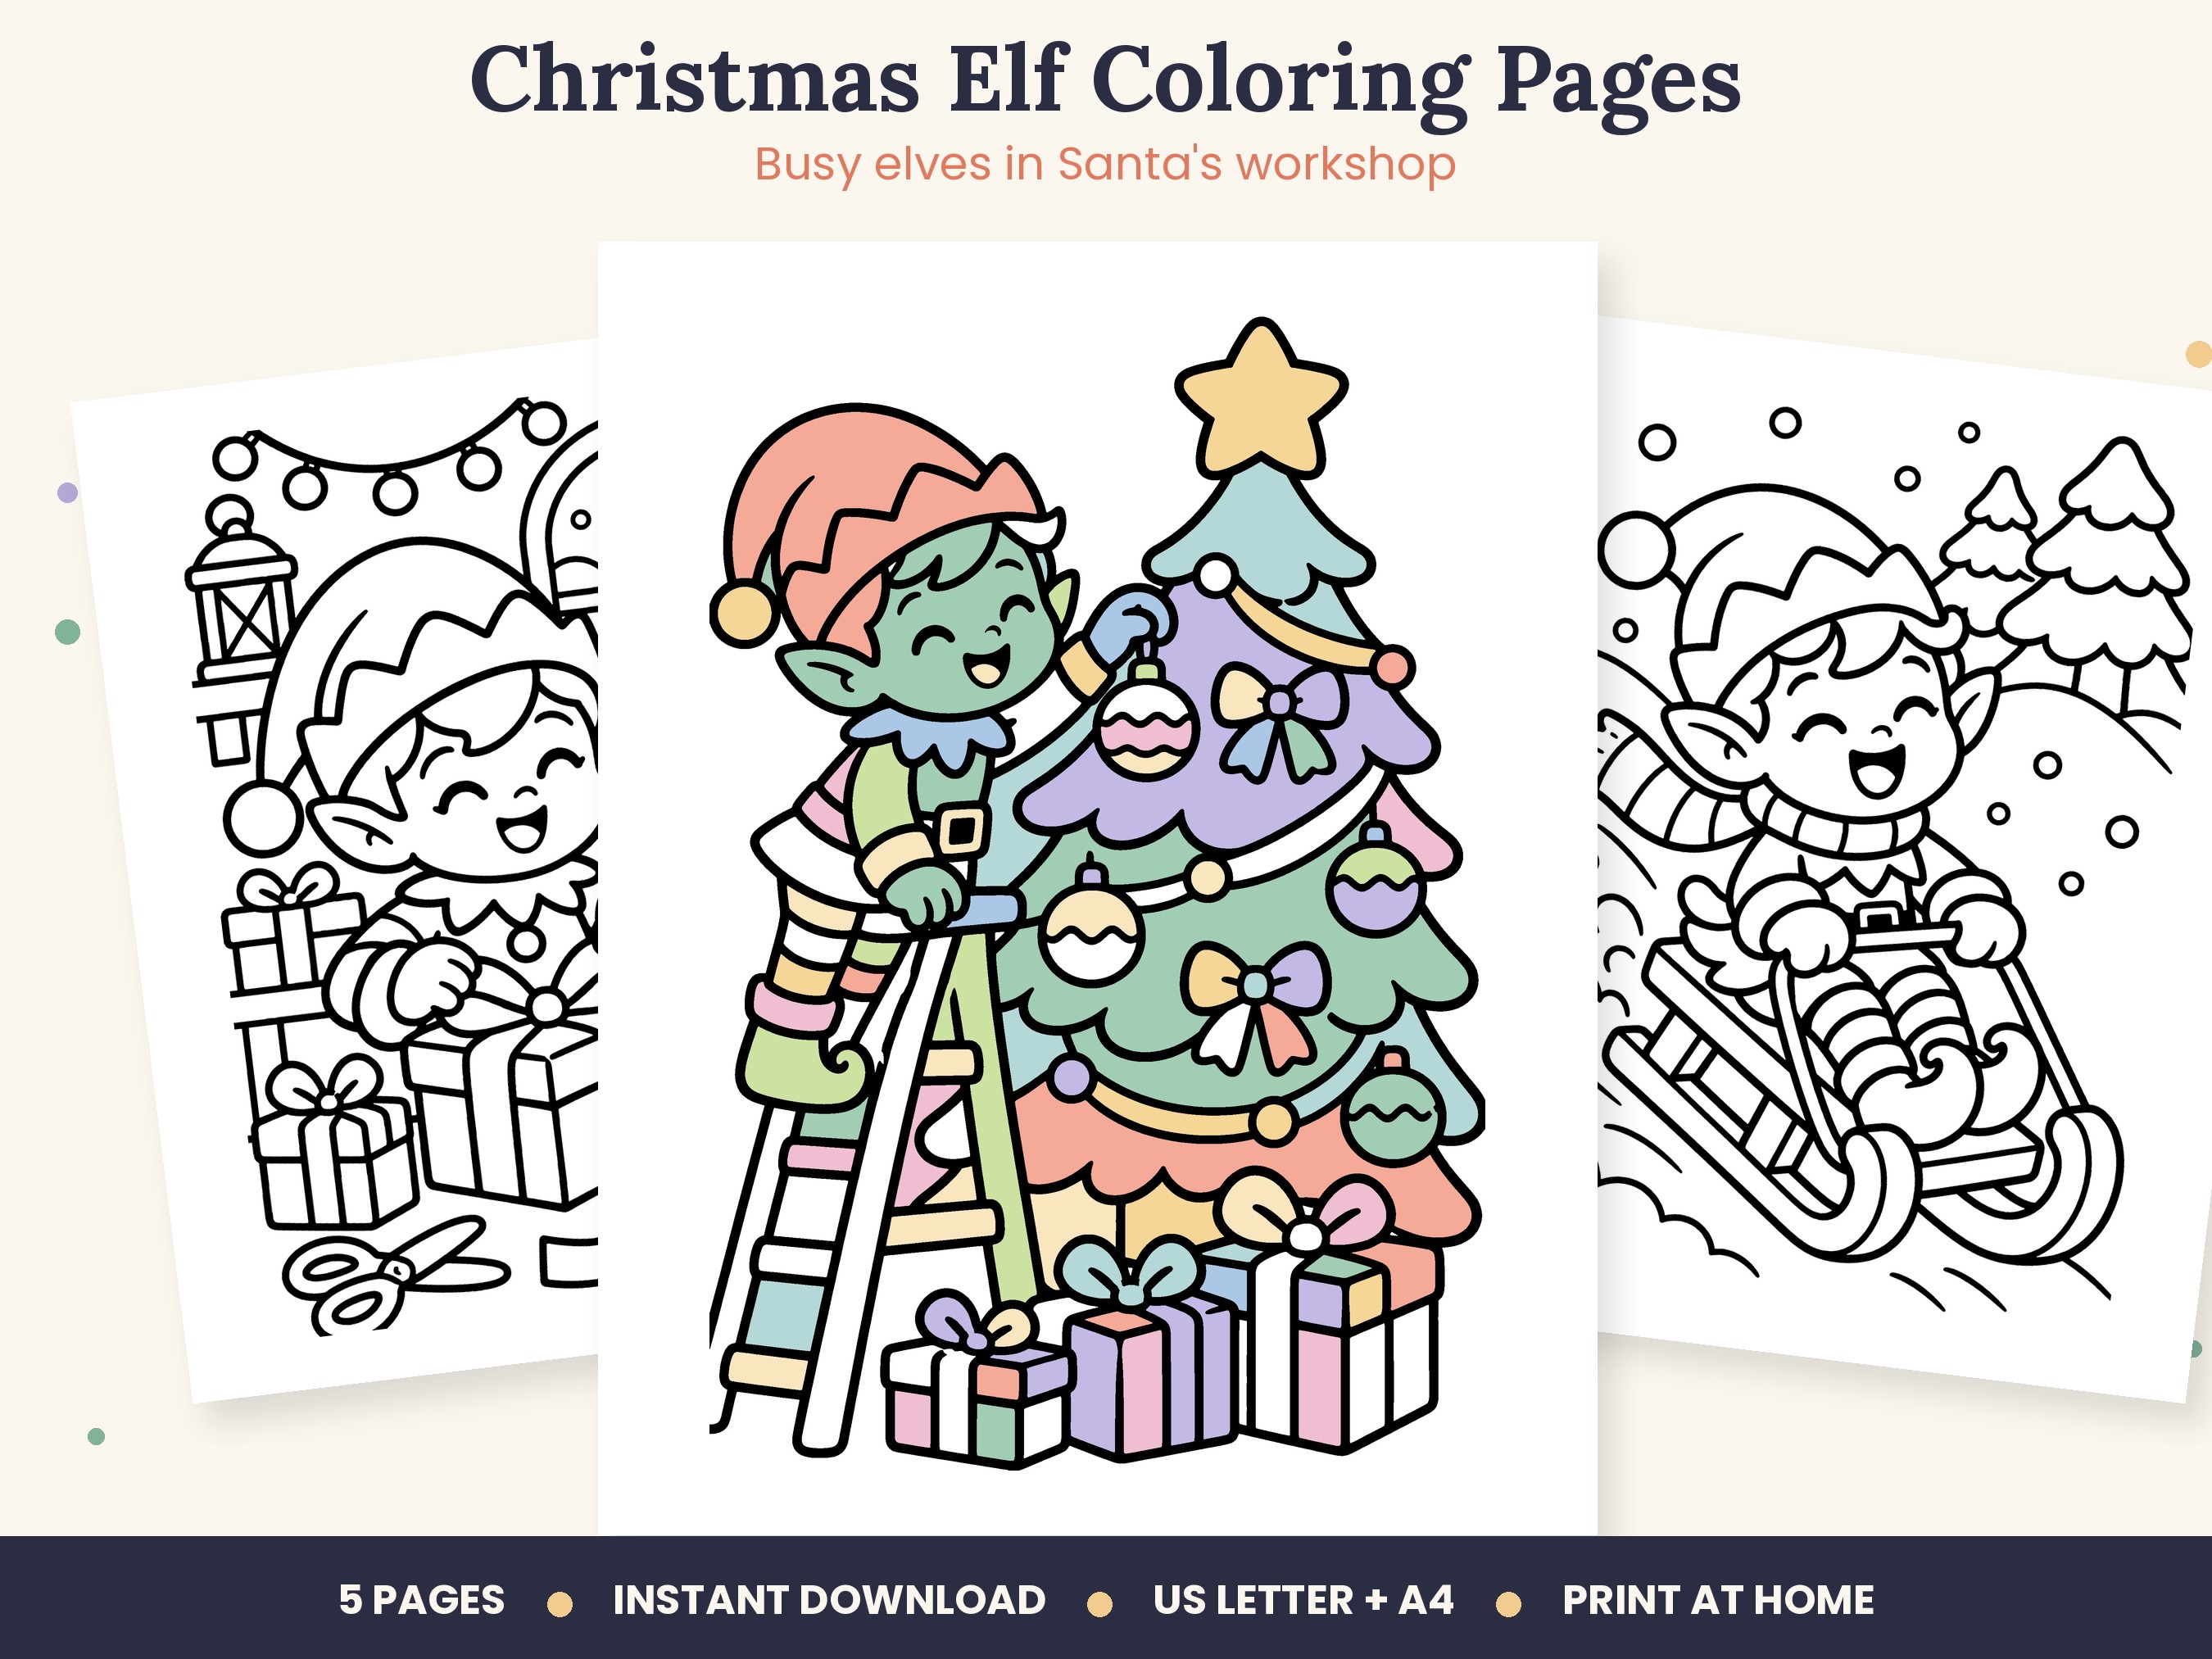 Christmas Elf Coloring Pages
Busy elves in Santa's workshop
5 PAGES ● INSTANT DOWNLOAD ● US LETTER + A4 ● PRINT AT HOME